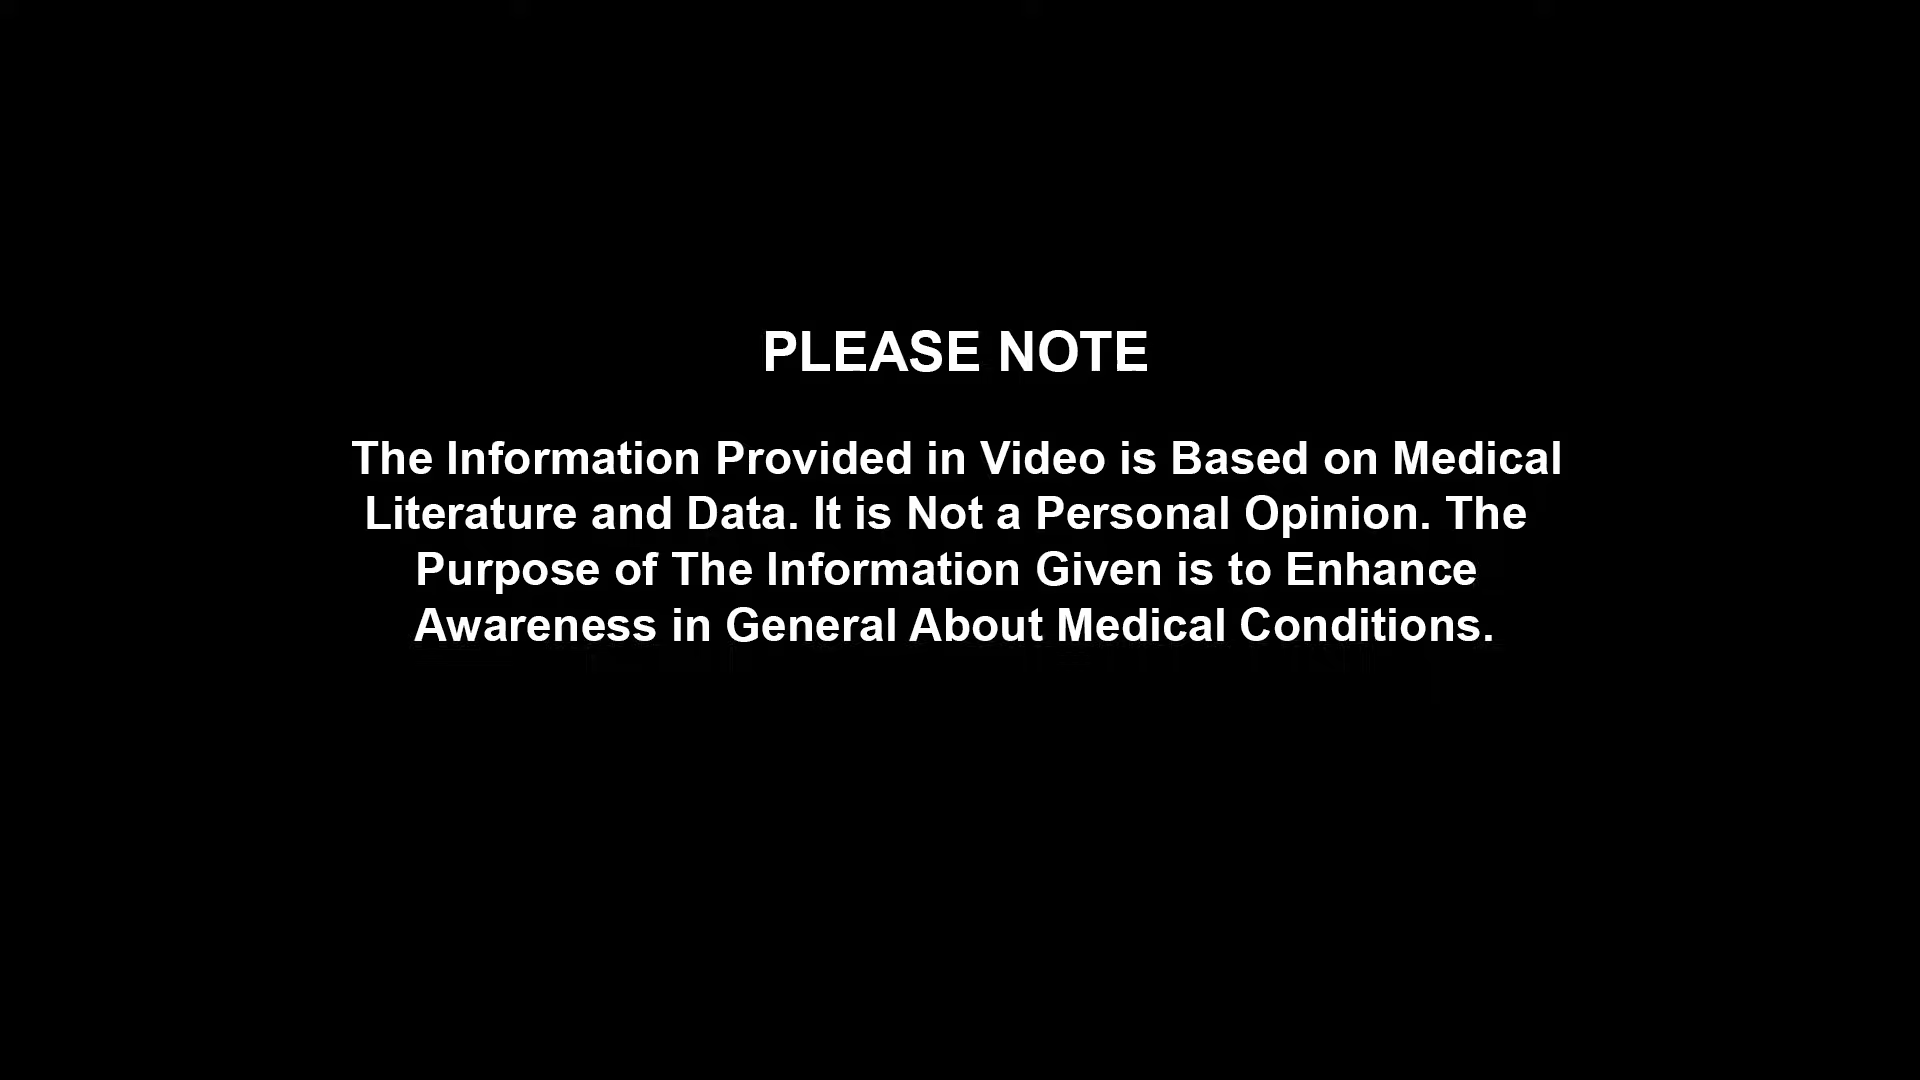 PLEASE NOTE
The Information Provided in Video is Based on Medical
Literature and Data. It is Not a Personal Opinion. The
Purpose of The Information Given is to Enhance
Awareness in General About Medical Conditions.